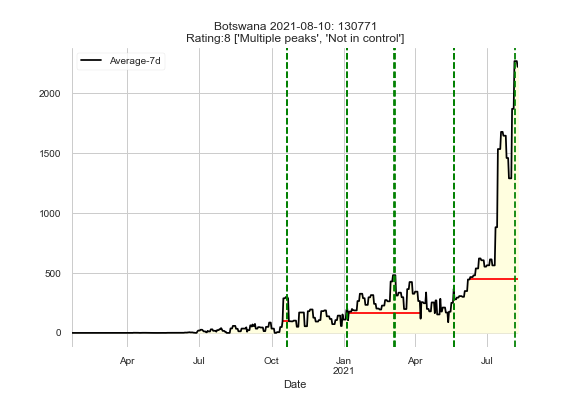 Botswana 2021-08-10: 130771
Rating:8 ['Multiple peaks', 'Not in control']
Average-7d
2000
1500
1000
500
0
Apr Jul Oct Jan Apr Jul
2021
Date